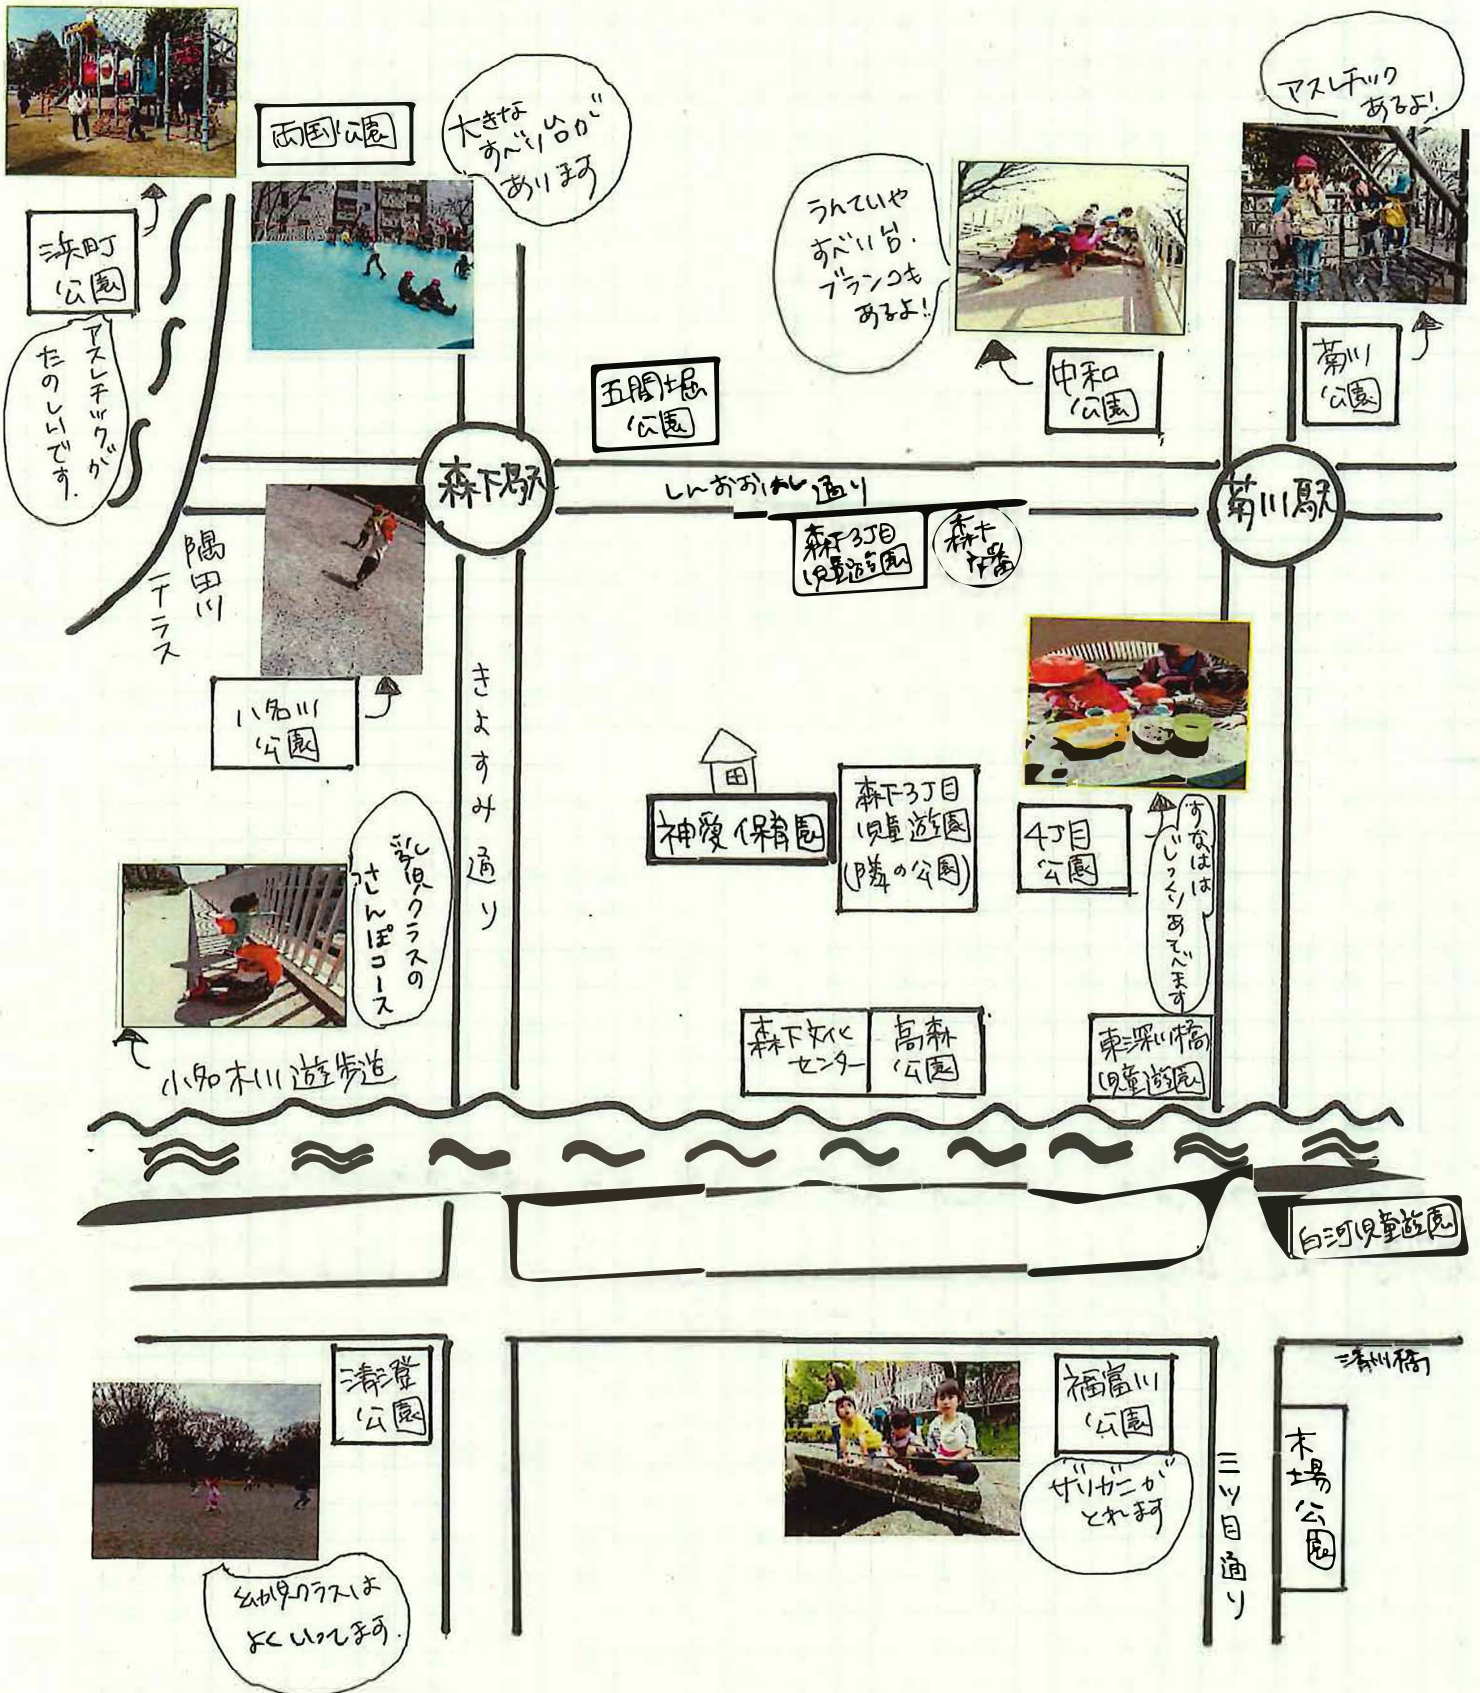 両国公園
大きな
すべり台が
あります
アスレチック
あるよ!
浜町
公園
アスレチックが
たのしいです.
うんていや
すべり台.
ブランコも
あるよ!
中和
公園
菊川
公園
五間堀
公園
森下駅
しんおおはし通り
菊川駅
森下3丁目
児童遊園
森下
交番
隅田川
テラス
八名川
公園
きよすみ通り
神愛保育園
森下3丁目
児童遊園
(隣の公園)
4丁目
公園
すなばは
じっくりあそべます
乳児クラスの
さんぽコース
小名木川遊歩道
森下文化
センター
高森
公園
東深川橋
児童遊園
白河児童遊園
清澄
公園
幼児クラスは
よくいってます.
福富川
公園
ザリガニが
とれます
三ツ目通り
木場公園